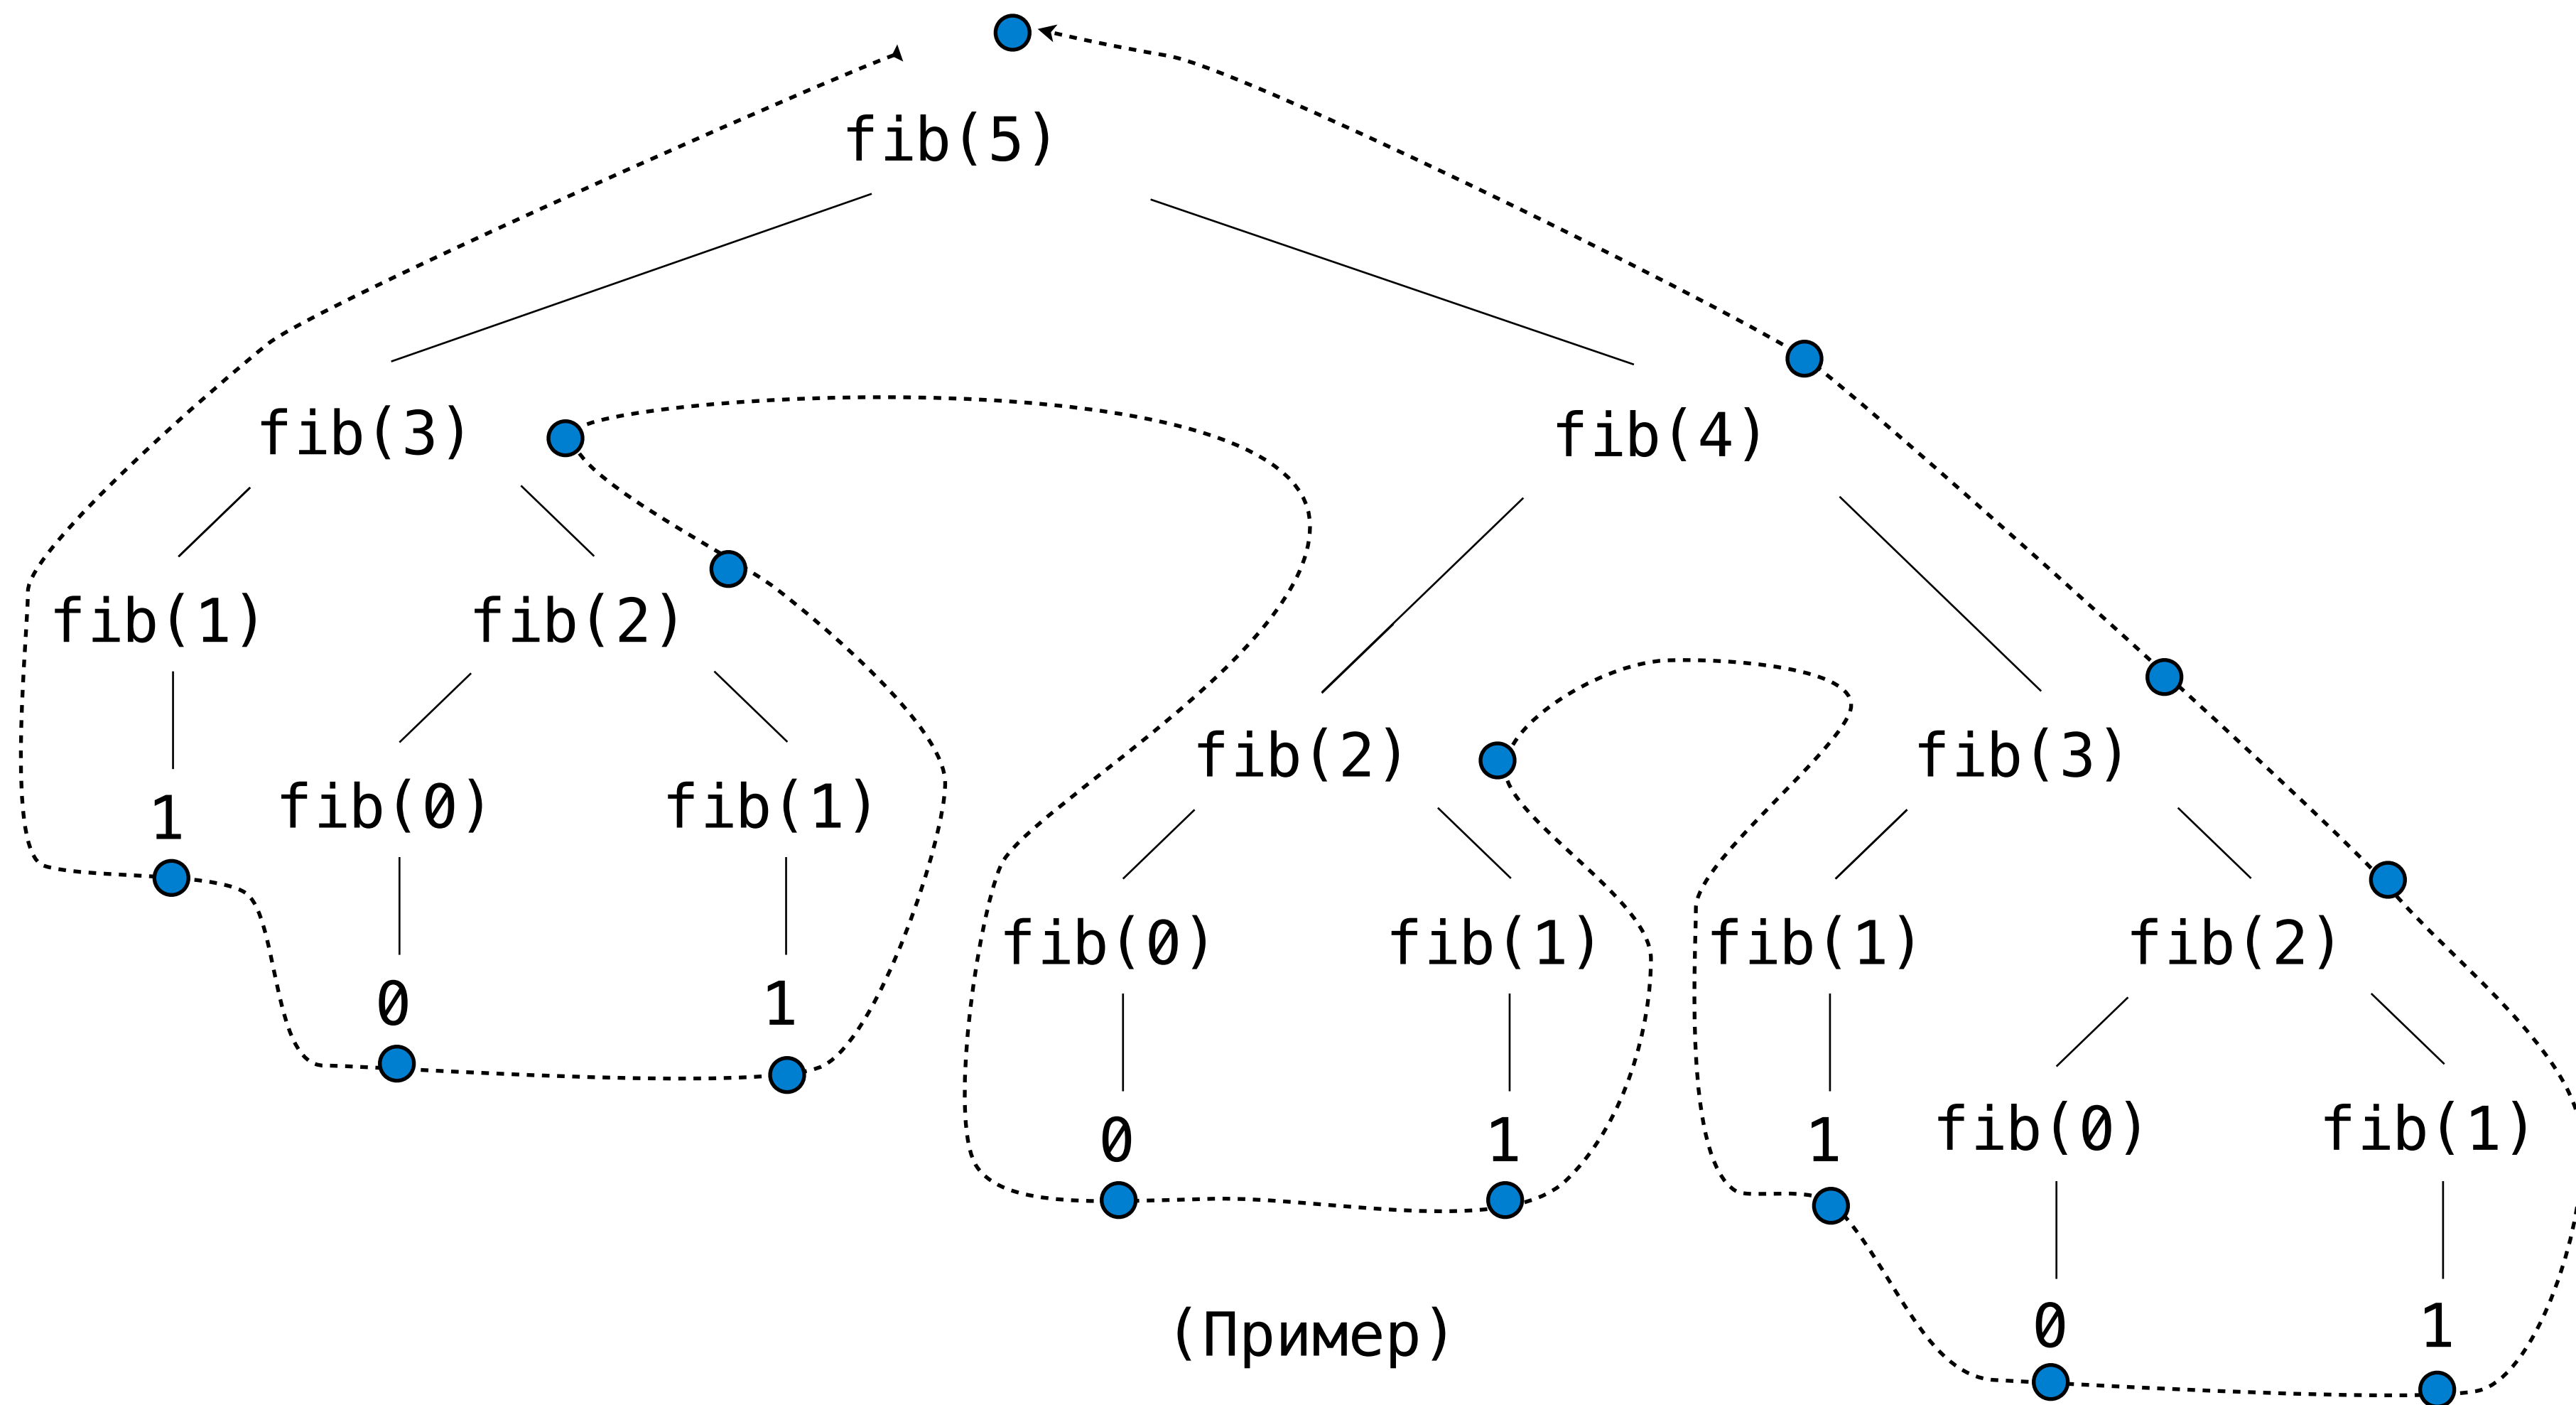 fib(5)
fib(3) fib(4)
fib(1) fib(2)
fib(2) fib(3)
1 fib(0) fib(1)
fib(0) fib(1) fib(1) fib(2)
0 1
0 1 1 fib(0) fib(1)
(Пример) 0 1